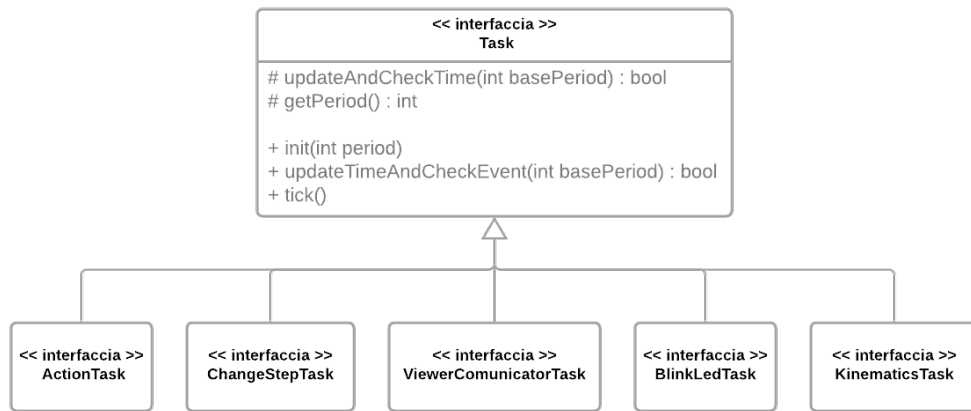 << interfaccia >>
Task
# updateAndCheckTime(int basePeriod) : bool
# getPeriod() : int
+ init(int period)
+ updateTimeAndCheckEvent(int basePeriod) : bool
+ tick()
<< interfaccia >>
ActionTask
<< interfaccia >>
ChangeStepTask
<< interfaccia >>
ViewerComunicatorTask
<< interfaccia >>
BlinkLedTask
<< interfaccia >>
KinematicsTask